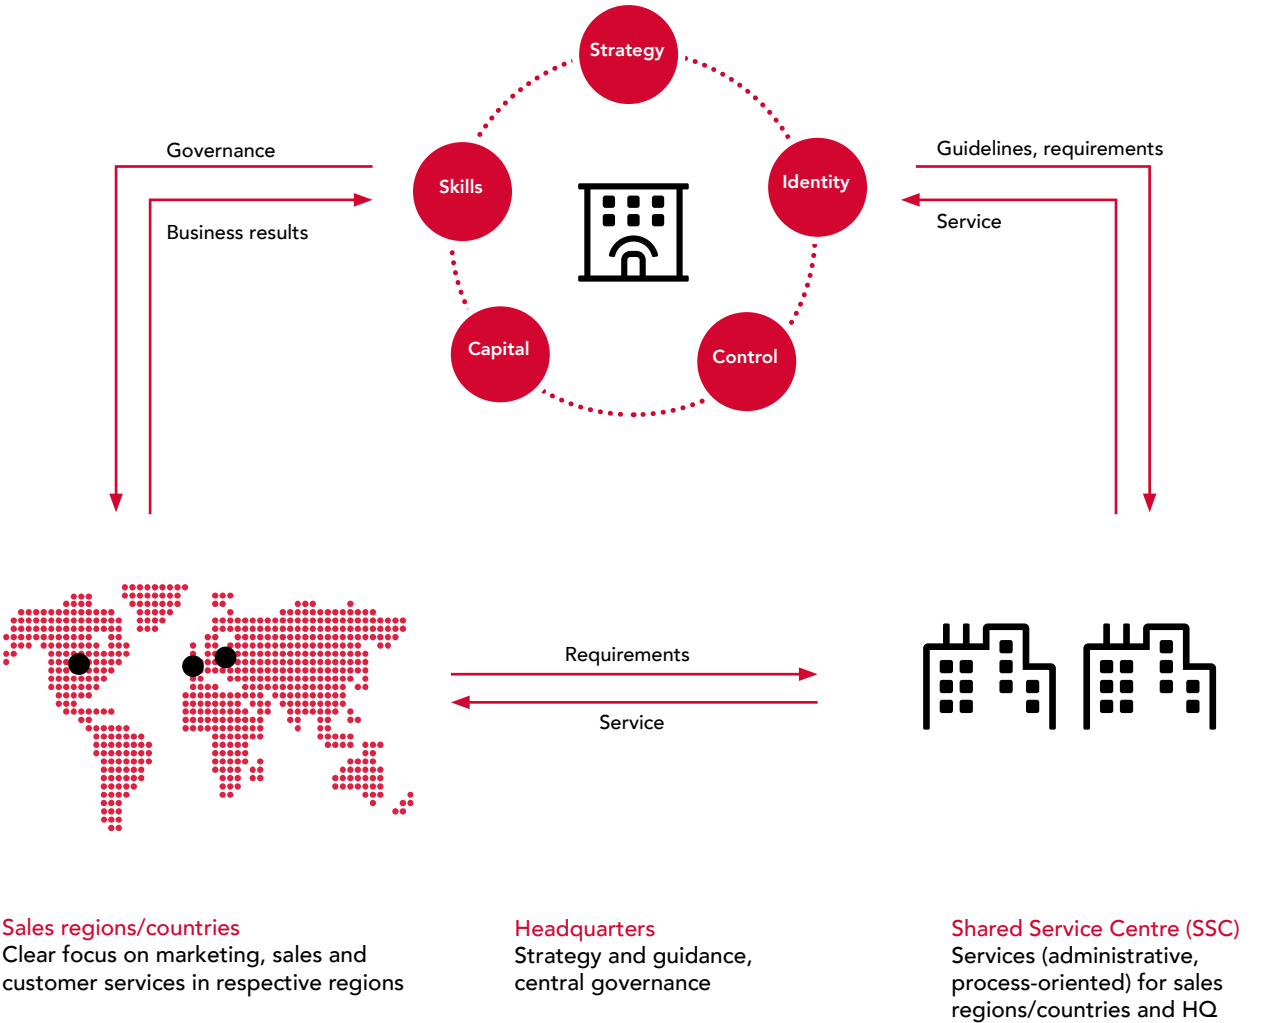 Strategy
Governance
Guidelines, requirements
Skills
Identity
Business results
Service
Capital
Control
Requirements
Service
Sales regions/countries
Clear focus on marketing, sales and
customer services in respective regions
Headquarters
Strategy and guidance,
central governance
Shared Service Centre (SSC)
Services (administrative,
process-oriented) for sales
regions/countries and HQ